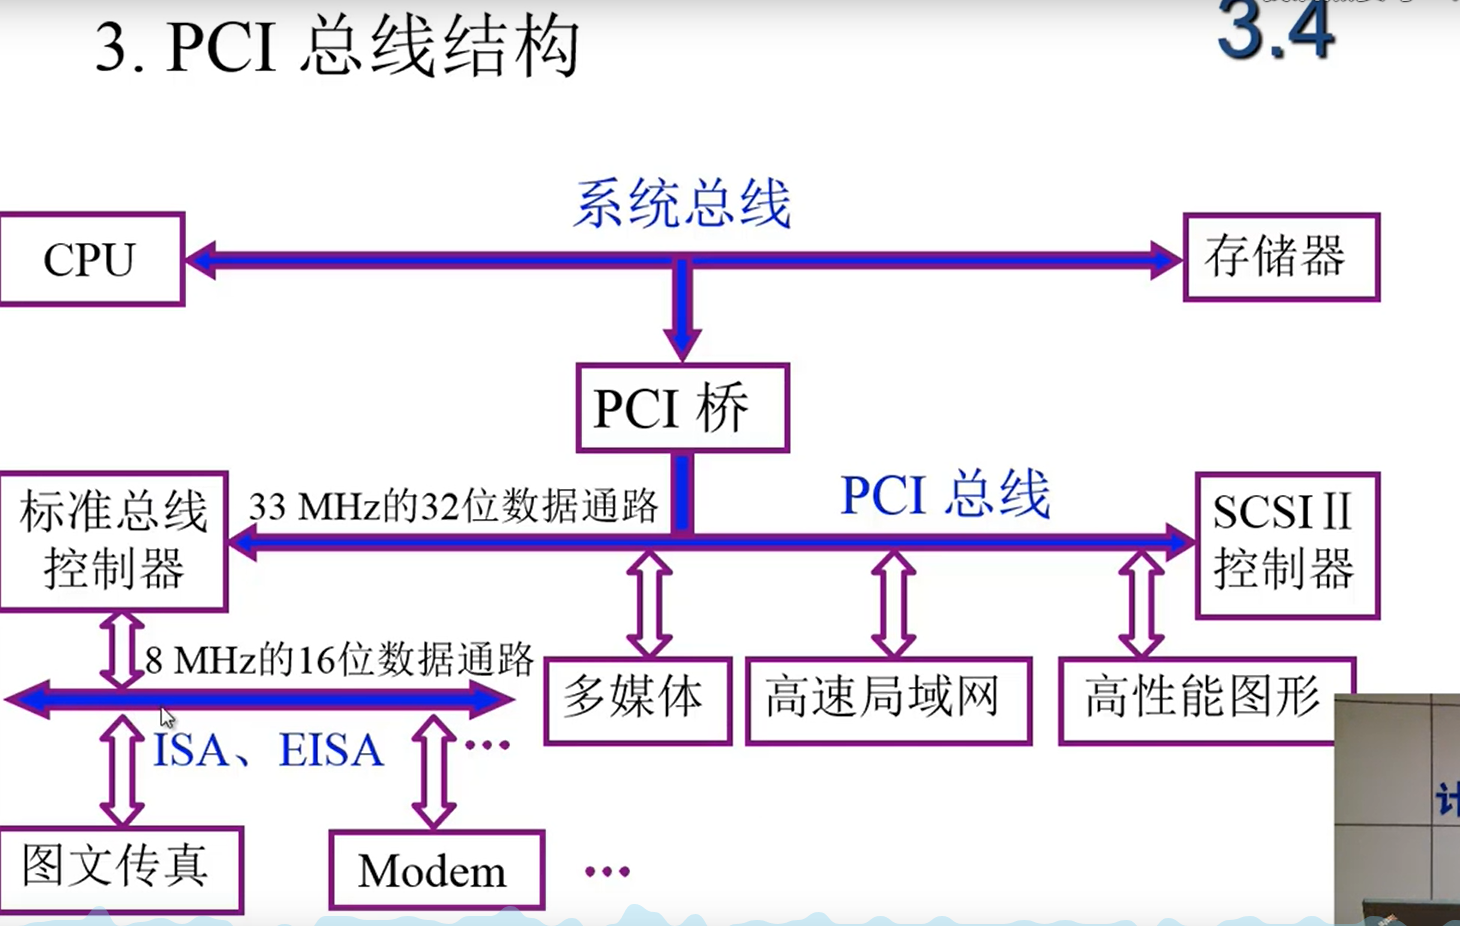 3. PCI 总线结构
3.4
系统总线
CPU
存储器
PCI 桥
标准总线
控制器
33 MHz的32位数据通路
PCI 总线
SCSIⅡ
控制器
8 MHz的16位数据通路
多媒体
高速局域网
高性能图形
ISA、EISA
…
图文传真
Modem
…
计